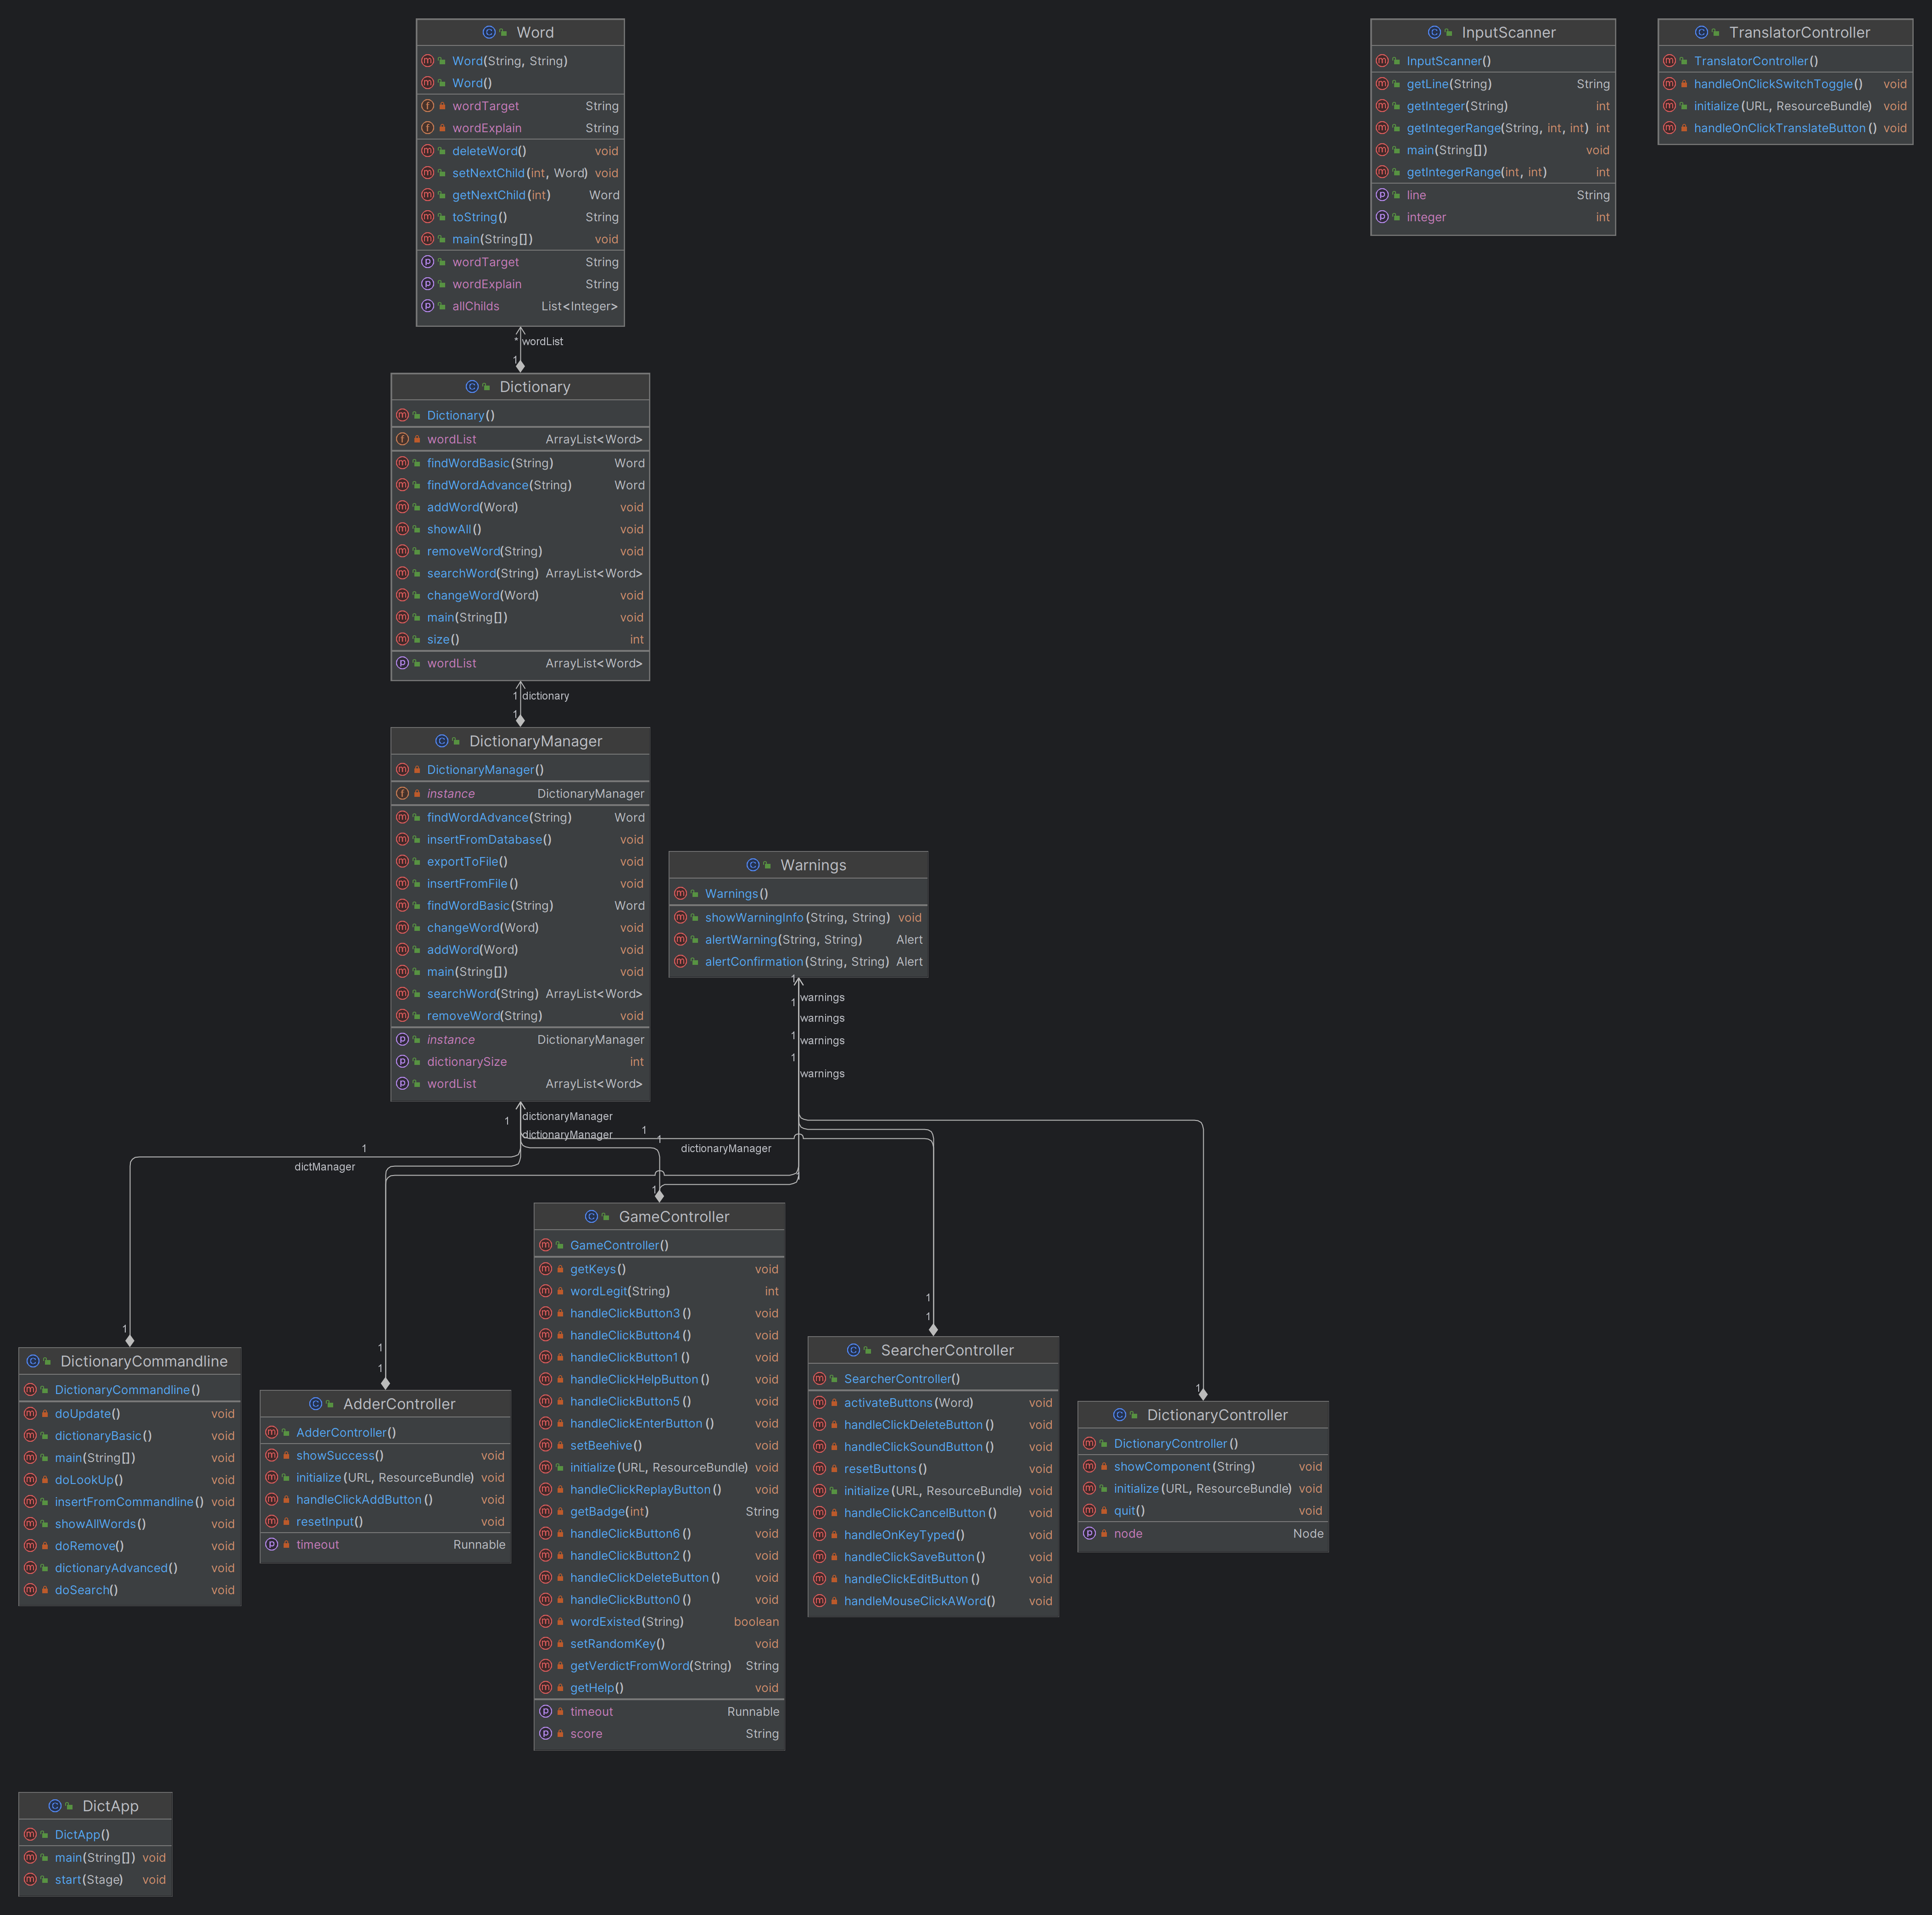 Word
Word(String, String)
Word()
wordTarget String
wordExplain String
deleteWord() void
setNextChild(int, Word) void
getNextChild(int) Word
toString() String
main(String[]) void
wordTarget String
wordExplain String
allChilds List<Integer>
InputScanner
InputScanner()
getLine(String) String
getInteger(String) int
getIntegerRange(String, int, int) int
main(String[]) void
getIntegerRange(int, int) int
line String
integer int
TranslatorController
TranslatorController()
handleOnClickSwitchToggle() void
initialize(URL, ResourceBundle) void
handleOnClickTranslateButton() void
* wordList
1
Dictionary
Dictionary()
wordList ArrayList<Word>
findWordBasic(String) Word
findWordAdvance(String) Word
addWord(Word) void
showAll() void
removeWord(String) void
searchWord(String) ArrayList<Word>
changeWord(Word) void
main(String[]) void
size() int
wordList ArrayList<Word>
1 dictionary
1
DictionaryManager
DictionaryManager()
instance DictionaryManager
findWordAdvance(String) Word
insertFromDatabase() void
exportToFile() void
insertFromFile() void
findWordBasic(String) Word
changeWord(Word) void
addWord(Word) void
main(String[]) void
searchWord(String) ArrayList<Word>
removeWord(String) void
instance DictionaryManager
dictionarySize int
wordList ArrayList<Word>
Warnings
Warnings()
showWarningInfo(String, String) void
alertWarning(String, String) Alert
alertConfirmation(String, String) Alert
1
warnings
1
warnings
1
warnings
1
warnings
dictionaryManager
1
dictionaryManager
1
1
dictionaryManager
1
dictManager
1
1
1
1
1
1
1
GameController
GameController()
getKeys() void
wordLegit(String) int
handleClickButton3() void
handleClickButton4() void
handleClickButton1() void
handleClickHelpButton() void
handleClickButton5() void
handleClickEnterButton() void
setBeehive() void
initialize(URL, ResourceBundle) void
handleClickReplayButton() void
getBadge(int) String
handleClickButton6() void
handleClickButton2() void
handleClickDeleteButton() void
handleClickButton0() void
wordExisted(String) boolean
setRandomKey() void
getVerdictFromWord(String) String
getHelp() void
timeout Runnable
score String
DictionaryCommandline
DictionaryCommandline()
doUpdate() void
dictionaryBasic() void
main(String[]) void
doLookUp() void
insertFromCommandline() void
showAllWords() void
doRemove() void
dictionaryAdvanced() void
doSearch() void
AdderController
AdderController()
showSuccess() void
initialize(URL, ResourceBundle) void
handleClickAddButton() void
resetInput() void
timeout Runnable
SearcherController
SearcherController()
activateButtons(Word) void
handleClickDeleteButton() void
handleClickSoundButton() void
resetButtons() void
initialize(URL, ResourceBundle) void
handleClickCancelButton() void
handleOnKeyTyped() void
handleClickSaveButton() void
handleClickEditButton() void
handleMouseClickAWord() void
DictionaryController
DictionaryController()
showComponent(String) void
initialize(URL, ResourceBundle) void
quit() void
node Node
DictApp
DictApp()
main(String[]) void
start(Stage) void